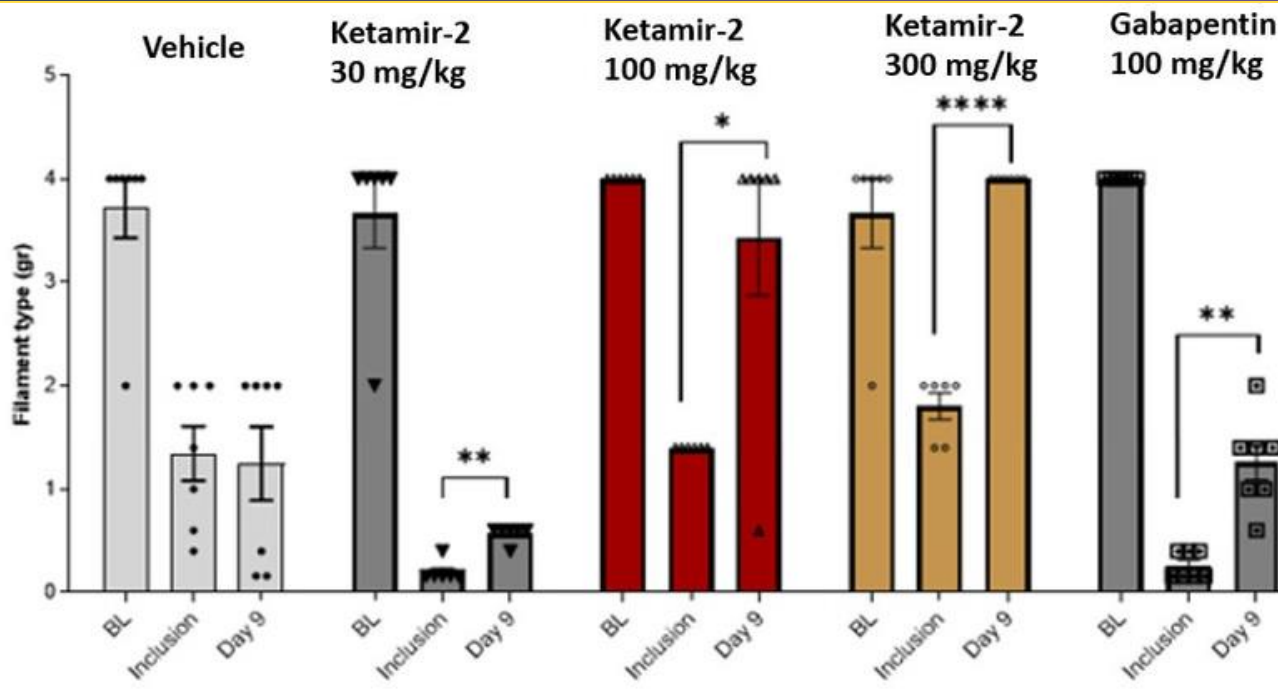 Vehicle
Ketamir-2
30 mg/kg
Ketamir-2
100 mg/kg
Ketamir-2
300 mg/kg
Gabapentin
100 mg/kg
Filament type (gr)
5
4
3
2
1
0
**
*
****
**
BL
Inclusion
Day 9
BL
Inclusion
Day 9
BL
Inclusion
Day 9
BL
Inclusion
Day 9
BL
Inclusion
Day 9